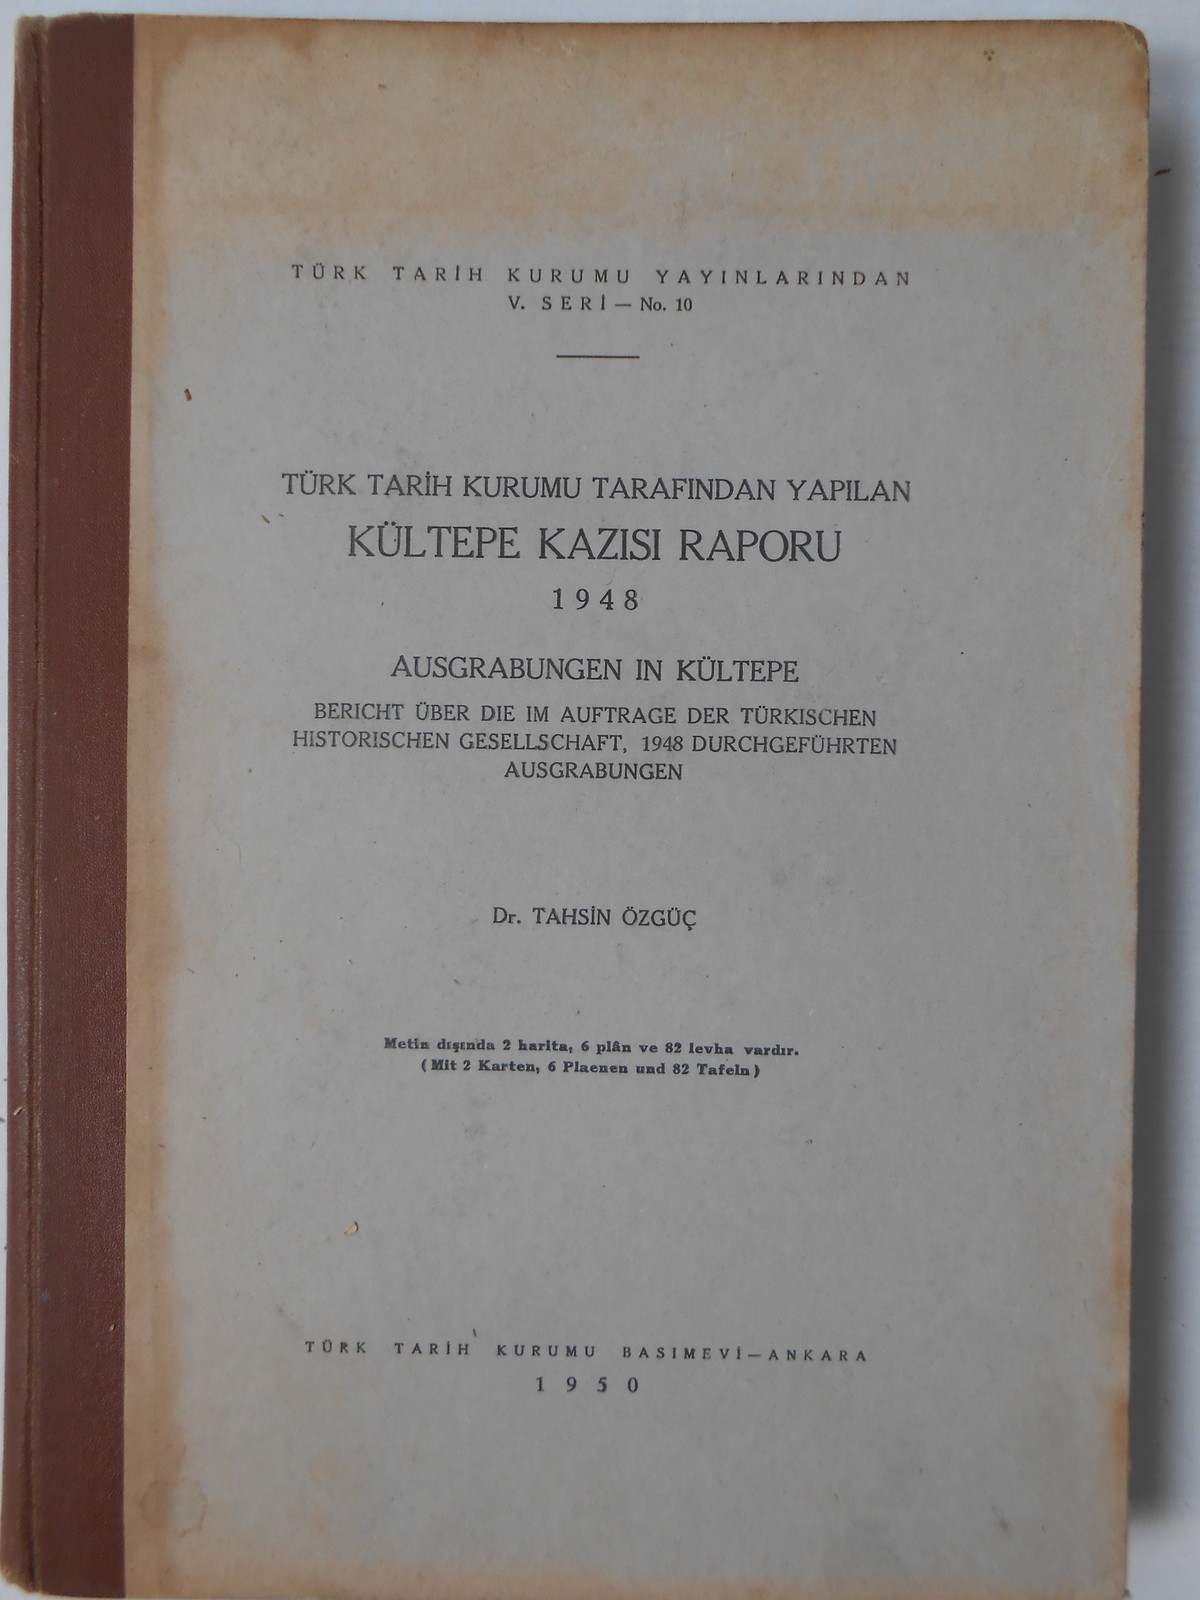 TÜRK TARİH KURUMU YAYINLARINDAN
V. SERİ — No. 10
TÜRK TARİH KURUMU TARAFINDAN YAPILAN
KÜLTEPE KAZISI RAPORU
1948
AUSGRABUNGEN IN KÜLTEPE
BERICHT ÜBER DIE IM AUFTRAGE DER TÜRKISCHEN
HISTORISCHEN GESELLSCHAFT, 1948 DURCHGEFÜHRTEN
AUSGRABUNGEN
Dr. TAHSİN ÖZGÜÇ
Metin dışında 2 harita, 6 plân ve 82 levha vardır.
(Mit 2 Karten, 6 Plaenen und 82 Tafeln)
TÜRK TARİH KURUMU BASIMEVİ—ANKARA
1950